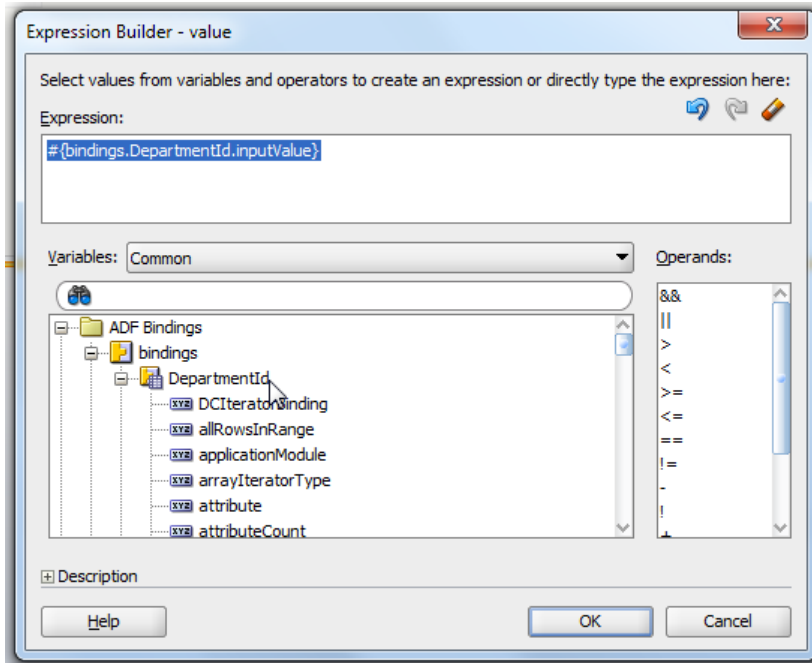 Expression Builder - value
Select values from variables and operators to create an expression or directly type the expression here:
Expression:
#{bindings.DepartmentId.inputValue}
Variables: Common
Operands:
ADF Bindings
bindings
DepartmentId
DCIteratorBinding
allRowsInRange
applicationModule
arrayIteratorType
attribute
attributeCount
&&
||
>
<
>=
<=
==
!=
-
!
+
Description
Help
OK
Cancel